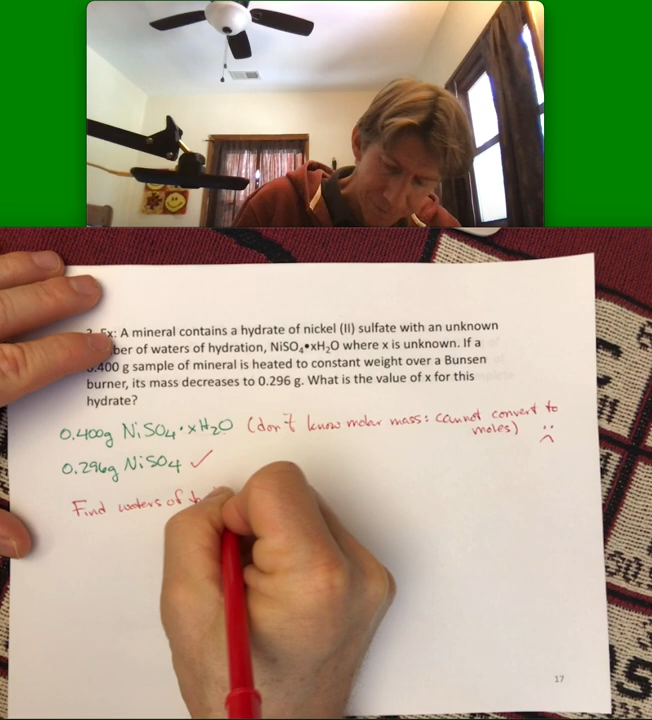 Ex: A mineral contains a hydrate of nickel (II) sulfate with an unknown
ber of waters of hydration, NiSO₄•xH₂O where x is unknown. If a
0.400 g sample of mineral is heated to constant weight over a Bunsen
burner, its mass decreases to 0.296 g. What is the value of x for this
hydrate?
0.400g NiSO₄·xH₂O (don't know molar mass: cannot convert to
moles) :(
0.296g NiSO₄ ✓
Find waters of
17